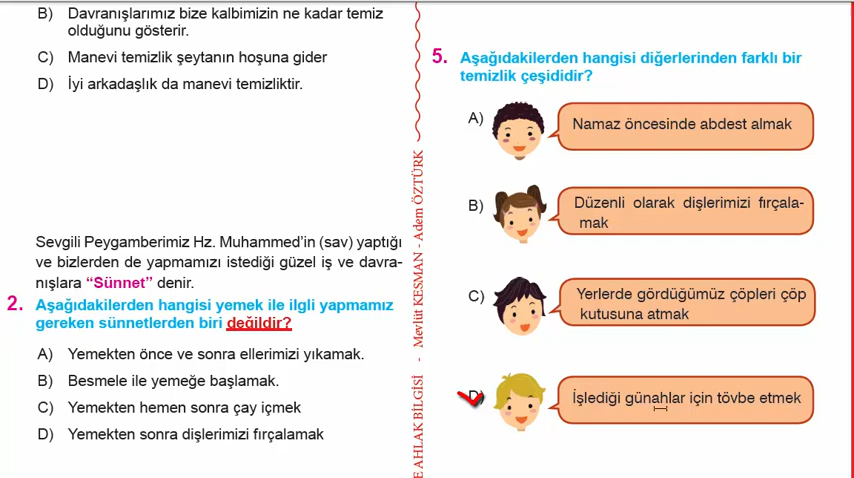 B) Davranışlarımız bize kalbimizin ne kadar temiz
olduğunu gösterir.
C) Manevi temizlik şeytanın hoşuna gider
D) İyi arkadaşlık da manevi temizliktir.
Sevgili Peygamberimiz Hz. Muhammed’in (sav) yaptığı
ve bizlerden de yapmamızı istediği güzel iş ve davra-
nışlara “Sünnet” denir.
2. Aşağıdakilerden hangisi yemek ile ilgli yapmamız
gereken sünnetlerden biri değildir?
A) Yemekten önce ve sonra ellerimizi yıkamak.
B) Besmele ile yemeğe başlamak.
C) Yemekten hemen sonra çay içmek
D) Yemekten sonra dişlerimizi fırçalamak
E AHLAK BİLGİSİ - Mevlüt KESMAN - Adem ÖZTÜRK
5. Aşağıdakilerden hangisi diğerlerinden farklı bir
temizlik çeşididir?
A) Namaz öncesinde abdest almak
B) Düzenli olarak dişlerimizi fırçala-
mak
C) Yerlerde gördüğümüz çöpleri çöp
kutusuna atmak
D) İşlediği günahlar için tövbe etmek